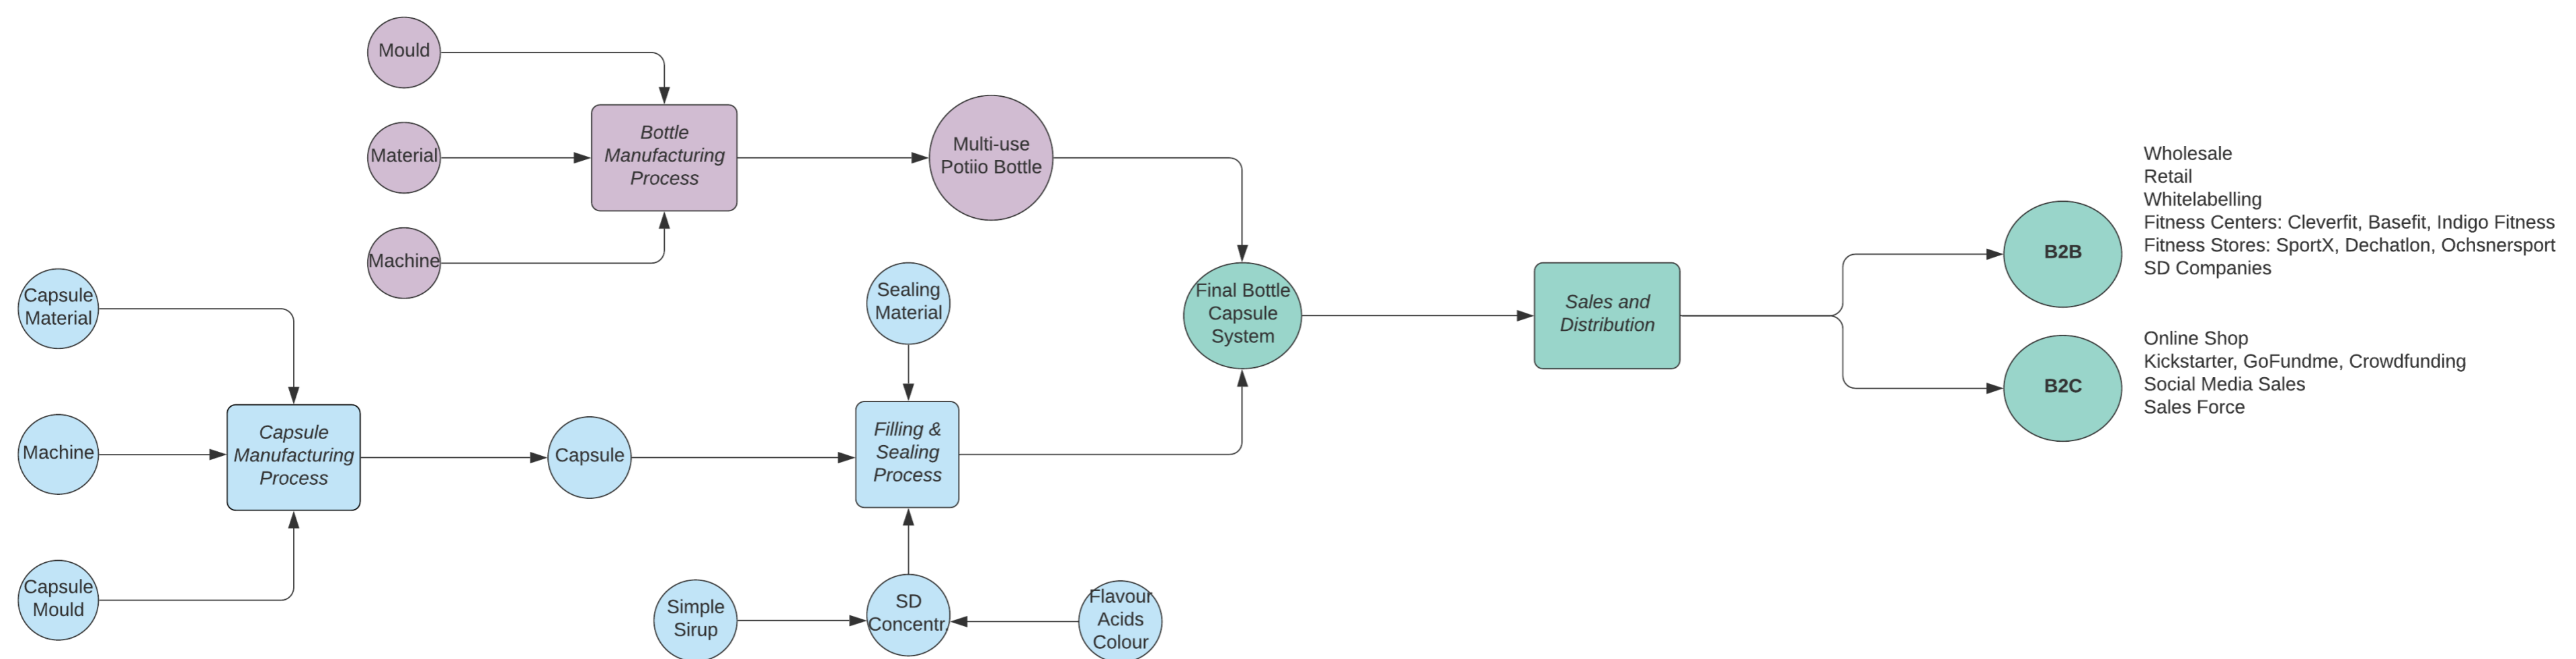 Mould
Material
Machine
Bottle
Manufacturing
Process
Multi-use
Potiio Bottle
Capsule
Material
Machine
Capsule
Mould
Capsule
Manufacturing
Process
Capsule
Sealing
Material
Filling &
Sealing
Process
Simple
Sirup
SD
Concentr.
Flavour
Acids
Colour
Final Bottle
Capsule
System
Sales and
Distribution
B2B
Wholesale
Retail
Whitelabelling
Fitness Centers: Cleverfit, Basefit, Indigo Fitness
Fitness Stores: SportX, Dechatlon, Ochsnersport
SD Companies
B2C
Online Shop
Kickstarter, GoFundme, Crowdfunding
Social Media Sales
Sales Force